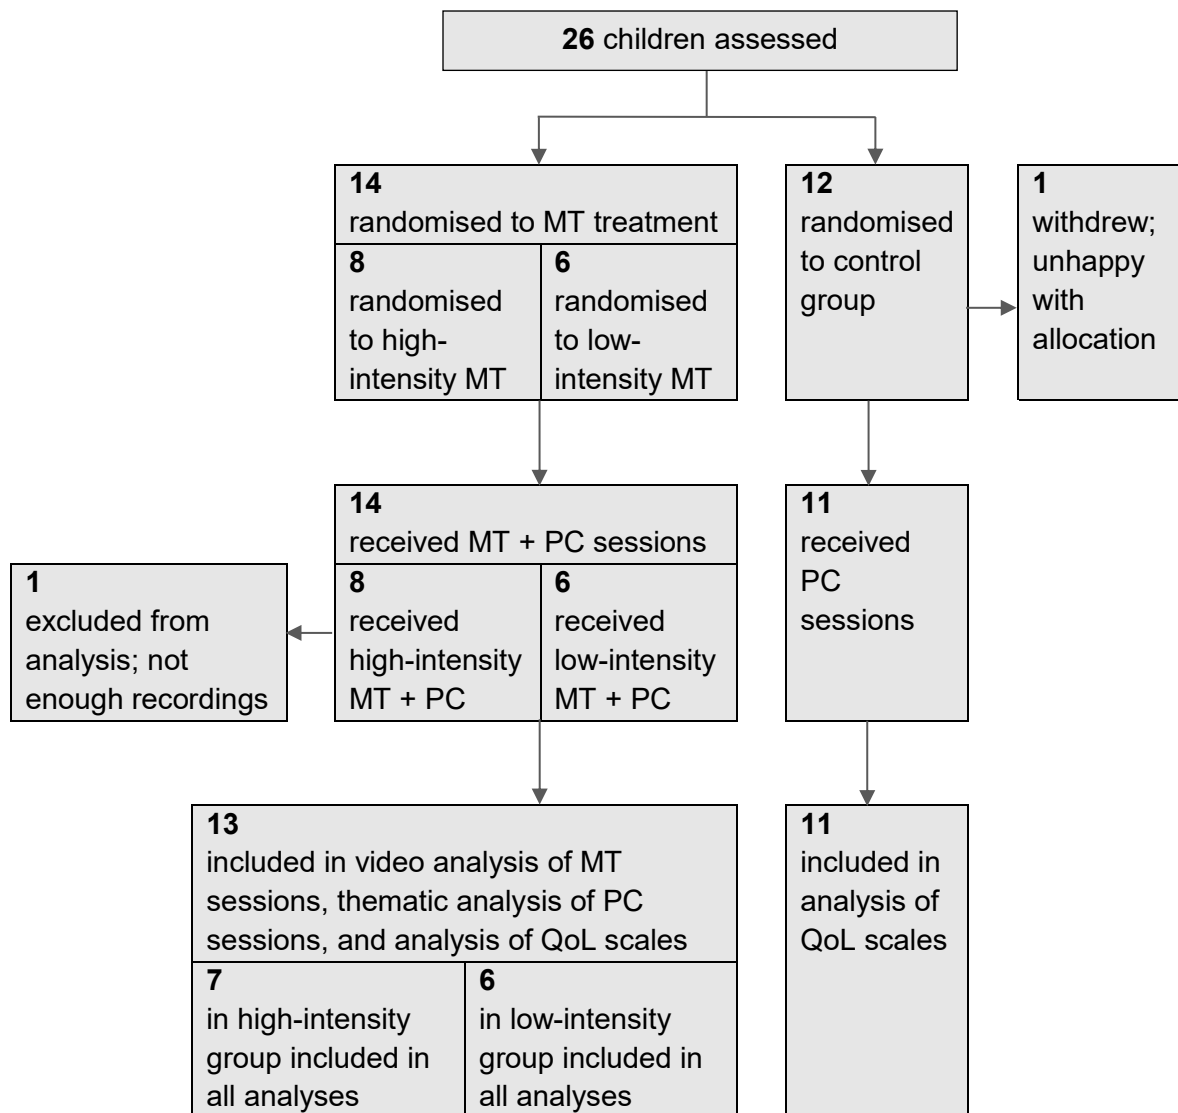 26 children assessed
14
randomised to MT treatment
8
randomised
to high-
intensity MT
6
randomised
to low-
intensity MT
12
randomised
to control
group
1
withdrew;
unhappy
with
allocation
14
received MT + PC sessions
8
received
high-intensity
MT + PC
6
received
low-intensity
MT + PC
1
excluded from
analysis; not
enough recordings
11
received
PC
sessions
13
included in video analysis of MT
sessions, thematic analysis of PC
sessions, and analysis of QoL scales
7
in high-intensity
group included in
all analyses
6
in low-intensity
group included in
all analyses
11
included in
analysis of
QoL scales